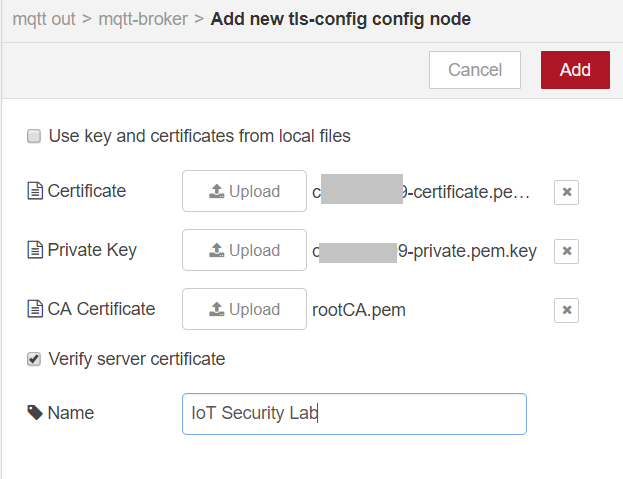 mqtt out > mqtt-broker > Add new tls-config config node
Cancel Add
Use key and certificates from local files
Certificate Upload c 9-certificate.pe…
Private Key Upload c 9-private.pem.key
CA Certificate Upload rootCA.pem
Verify server certificate
Name IoT Security Lab